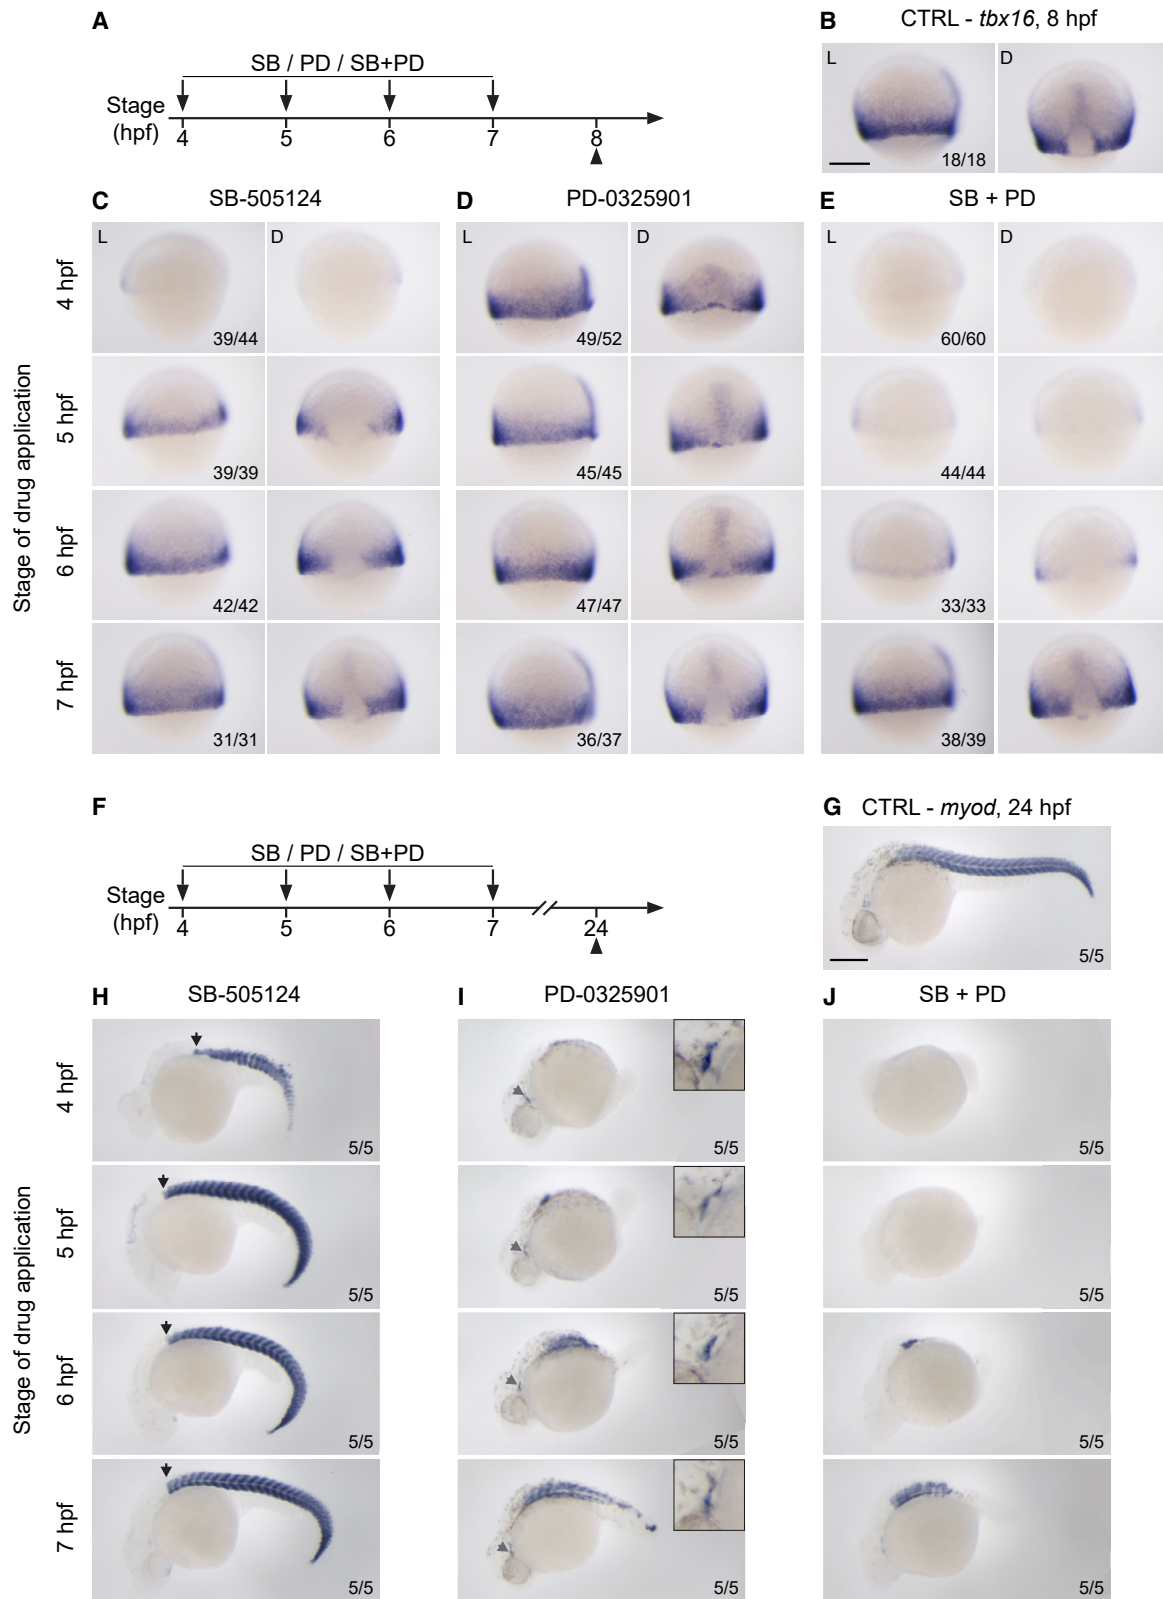 A
SB / PD / SB+PD
Stage
(hpf)
4 5 6 7 8
B CTRL - tbx16, 8 hpf
L D
18/18
C SB-505124 D PD-0325901 E SB + PD
Stage of drug application
4 hpf
L D L D L D
39/44 49/52 60/60
5 hpf
39/39 45/45 44/44
6 hpf
42/42 47/47 33/33
7 hpf
31/31 36/37 38/39
F
SB / PD / SB+PD
Stage
(hpf)
4 5 6 7 24
G CTRL - myod, 24 hpf
5/5
H SB-505124 I PD-0325901 J SB + PD
Stage of drug application
4 hpf
5/5 5/5 5/5
5 hpf
5/5 5/5 5/5
6 hpf
5/5 5/5 5/5
7 hpf
5/5 5/5 5/5